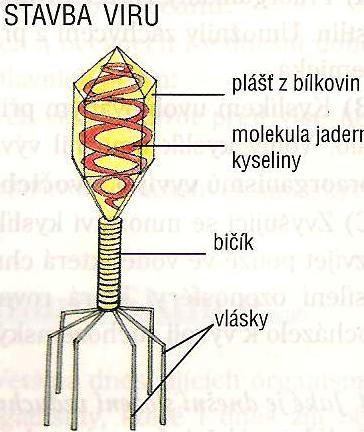 STAVBA VIRU
plášť z bílkovin
molekula jadern
kyseliny
bičík
vlásky